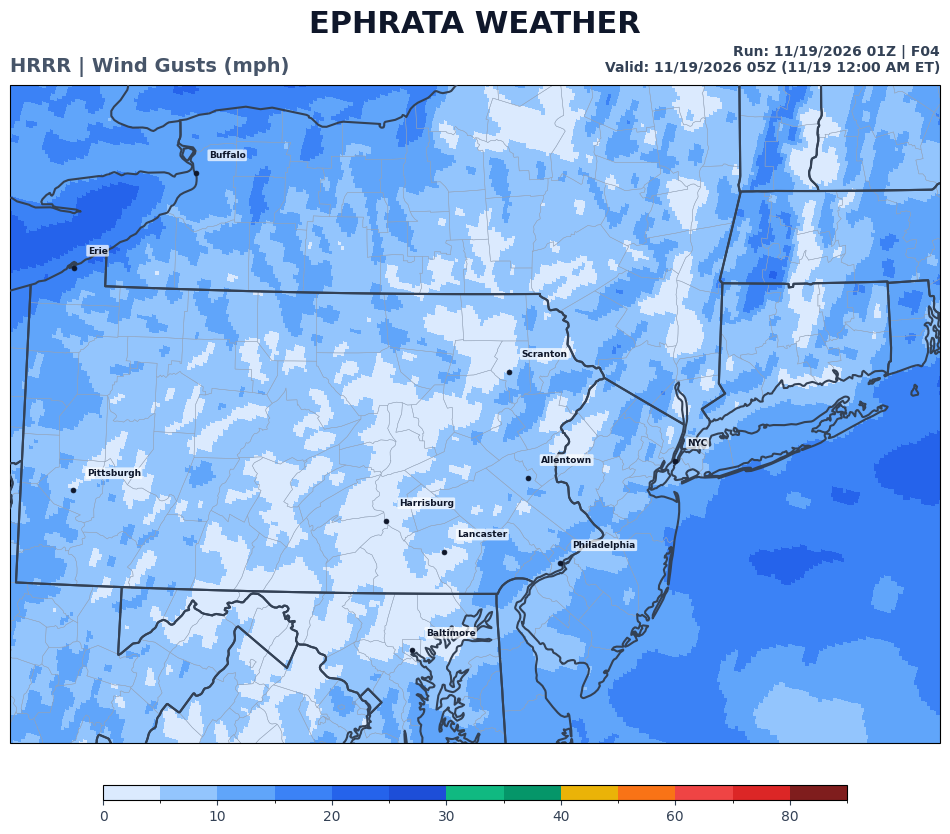 EPHRATA WEATHER
HRRR | Wind Gusts (mph)
Run: 11/19/2026 01Z | F04
Valid: 11/19/2026 05Z (11/19 12:00 AM ET)
Buffalo
Erie
Scranton
NYC
Allentown
Pittsburgh
Harrisburg
Lancaster
Philadelphia
Baltimore
0 10 20 30 40 50 60 70 80